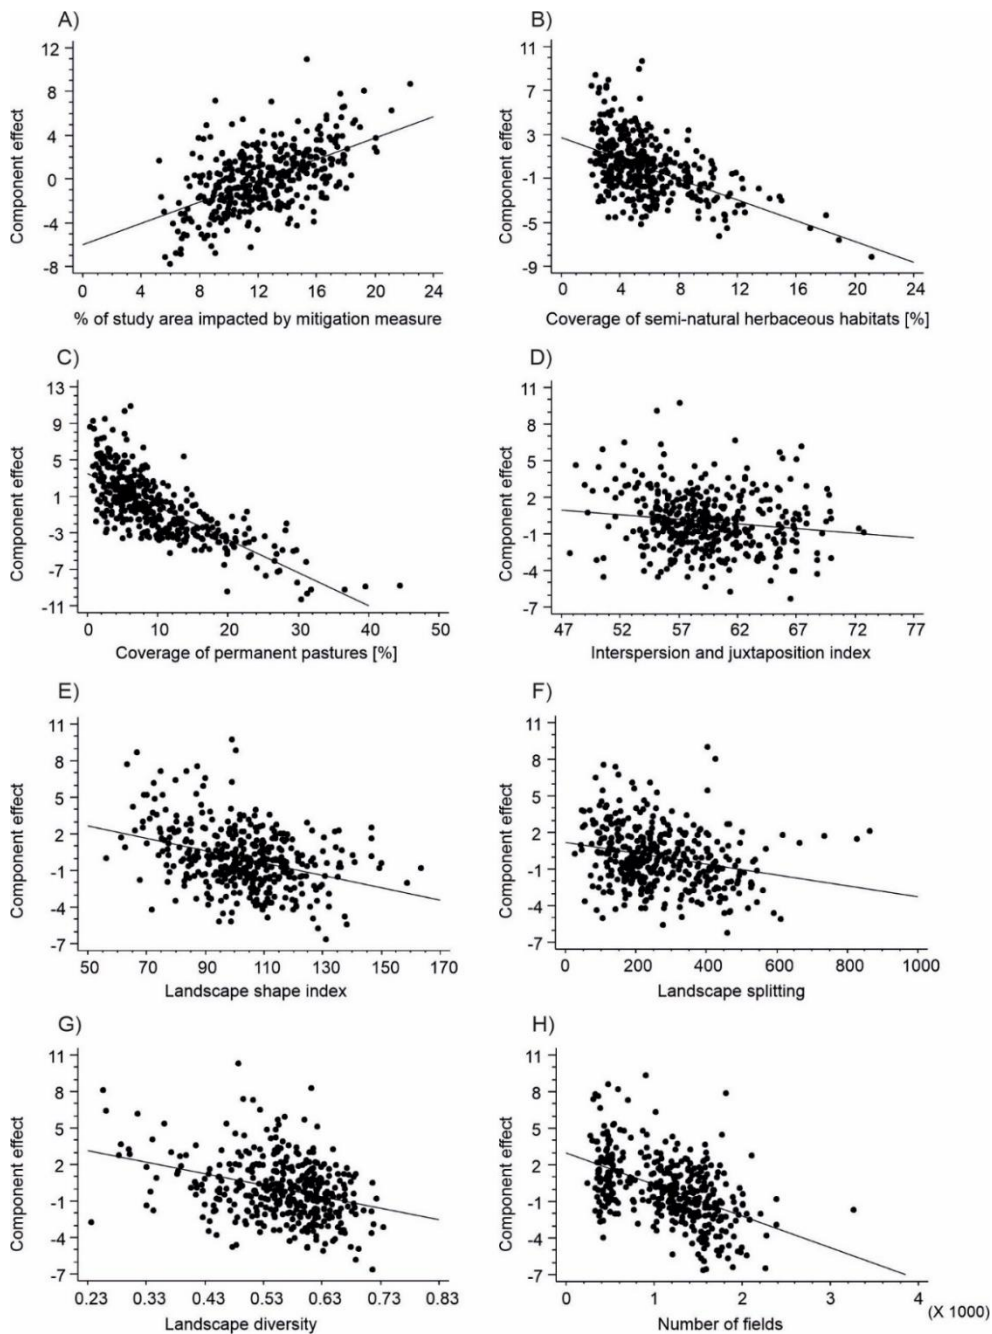 A)
12
8
4
0
-4
-8
Component effect
0 4 8 12 16 20 24
% of study area impacted by mitigation measure
B)
11
7
3
-1
-5
-9
Component effect
0 4 8 12 16 20 24
Coverage of semi-natural herbaceous habitats [%]
C)
13
9
5
1
-3
-7
-11
Component effect
0 10 20 30 40 50
Coverage of permanent pastures [%]
D)
11
8
4
1
-1
-4
-7
Component effect
47 52 57 62 67 72 77
Interspersion and juxtaposition index
E)
11
8
5
2
-1
-4
-7
Component effect
50 70 90 110 130 150 170
Landscape shape index
F)
11
8
5
2
-1
-4
-7
Component effect
0 200 400 600 800 1000
Landscape splitting
G)
11
8
5
2
-1
-4
-7
Component effect
0.23 0.33 0.43 0.53 0.63 0.73 0.83
Landscape diversity
H)
11
8
5
2
-1
-4
-7
Component effect
0 1 2 3 4
(X 1000)
Number of fields